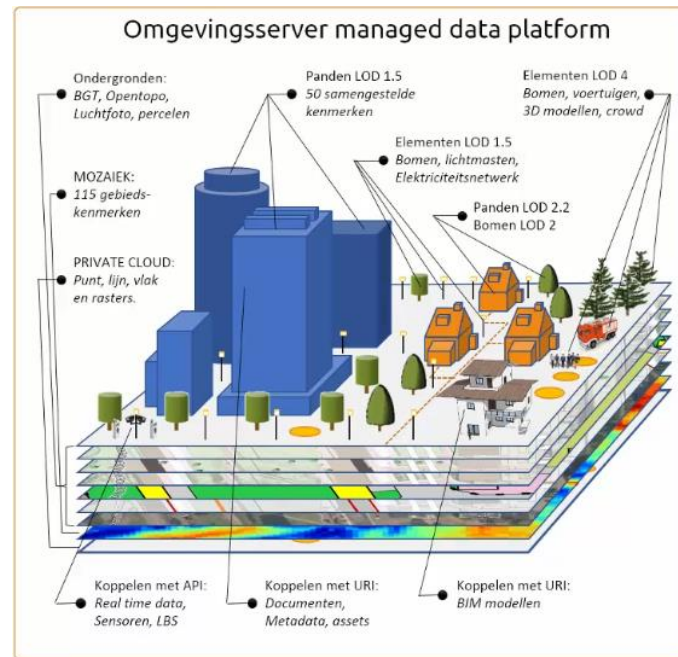 Omgevingsserver managed data platform
Ondergronden:
BGT, Opentopo,
Luchtfoto, percelen
Panden LOD 1.5
50 samengestelde
kenmerken
Elementen LOD 4
Bomen, voertuigen,
3D modellen, crowd
Elementen LOD 1.5
Bomen, lichtmasten,
Elektriciteitsnetwerk
MOZAIEK:
115 gebieds-
kenmerken
Panden LOD 2.2
Bomen LOD 2
PRIVATE CLOUD:
Punt, lijn, vlak
en rasters.
Koppelen met API:
Real time data,
Sensoren, LBS
Koppelen met URI:
Documenten,
Metadata, assets
Koppelen met URI:
BIM modellen